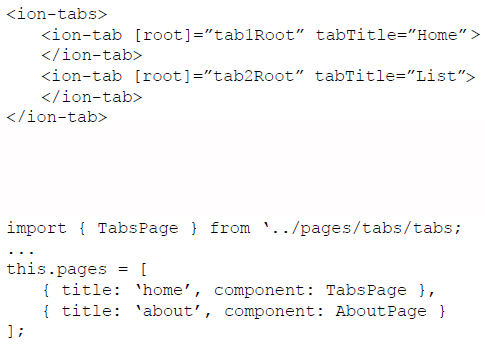 <ion-tabs>
<ion-tab [root]=”tab1Root” tabTitle=”Home”>
</ion-tab>
<ion-tab [root]=”tab2Root” tabTitle=”List”>
</ion-tab>
</ion-tab>
import { TabsPage } from ‘../pages/tabs/tabs;
...
this.pages = [
{ title: ‘home’, component: TabsPage },
{ title: ‘about’, component: AboutPage }
];